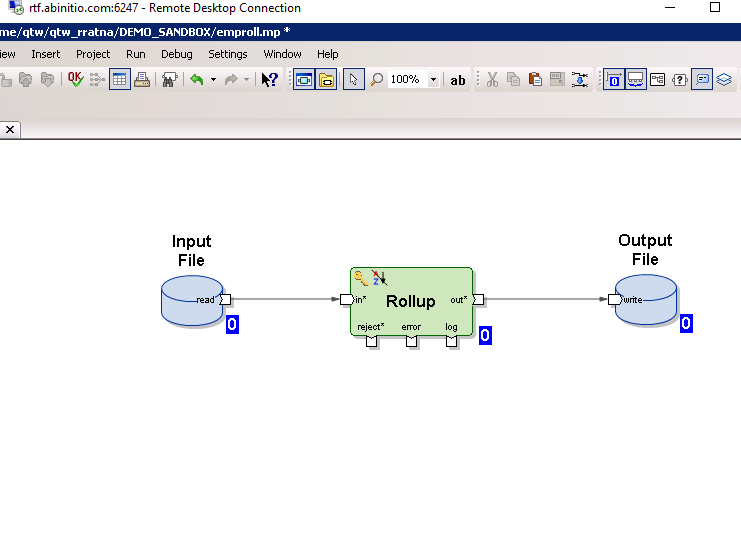 rtf.abinitio.com:6247 - Remote Desktop Connection
me/qtw/qtw_rratna/DEMO_SANDBOX/emproll.mp *
iew Insert Project Run Debug Settings Window Help
QK 100% ab
Input
File
read
0
in*
Rollup
out*
reject* error log
0
Output
File
write
0